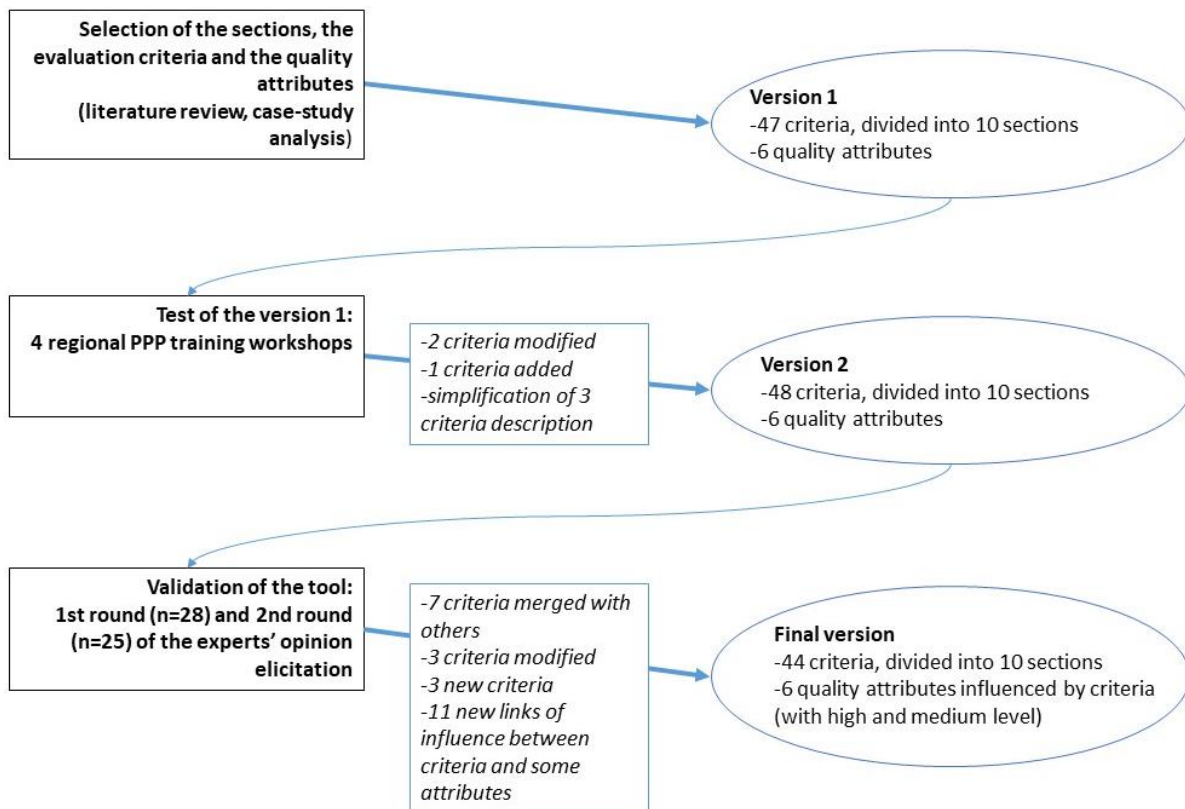 Selection of the sections, the
evaluation criteria and the quality
attributes
(literature review, case-study
analysis)
Version 1
-47 criteria, divided into 10 sections
-6 quality attributes
Test of the version 1:
4 regional PPP training workshops
-2 criteria modified
-1 criteria added
-simplification of 3
criteria description
Version 2
-48 criteria, divided into 10 sections
-6 quality attributes
Validation of the tool:
1st round (n=28) and 2nd round
(n=25) of the experts’ opinion
elicitation
-7 criteria merged with
others
-3 criteria modified
-3 new criteria
-11 new links of
influence between
criteria and some
attributes
Final version
-44 criteria, divided into 10 sections
-6 quality attributes influenced by criteria
(with high and medium level)